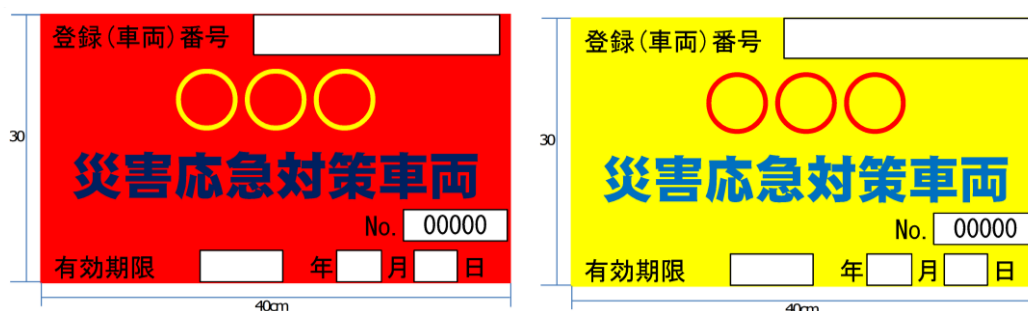 登録(車両)番号
○○○
災害応急対策車両
No. 00000
有効期限 年 月 日
30
40cm
登録(車両)番号
○○○
災害応急対策車両
No. 00000
有効期限 年 月 日
30
40cm